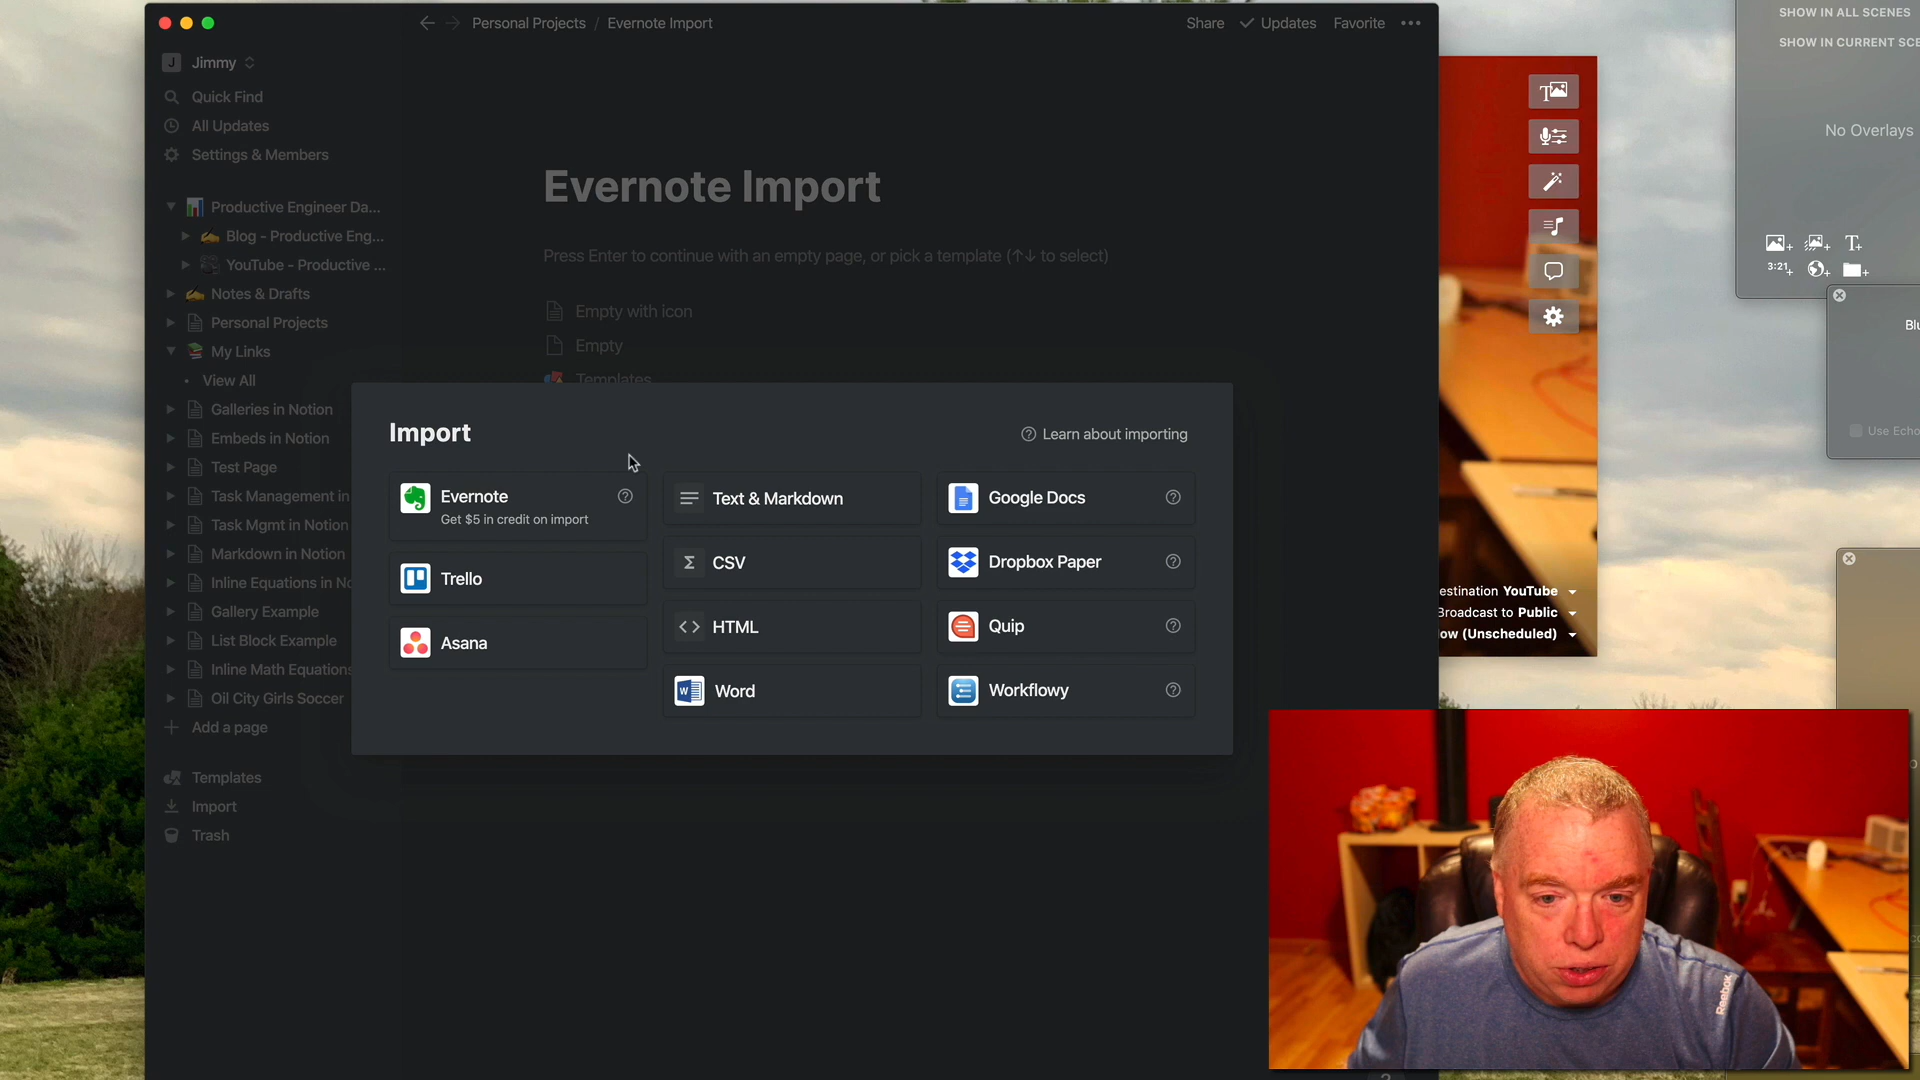 Personal Projects / Evernote Import
Share
Updates
Favorite
J Jimmy
Quick Find
All Updates
Settings & Members
Productive Engineer Da...
Blog - Productive Eng...
YouTube - Productive ...
Notes & Drafts
Personal Projects
My Links
View All
Galleries in Notion
Embeds in Notion
Test Page
Task Management in
Task Mgmt in Notion
Markdown in Notion
Inline Equations in No
Gallery Example
List Block Example
Inline Math Equations
Oil City Girls Soccer
Add a page
Templates
Import
Trash
Evernote Import
Press Enter to continue with an empty page, or pick a template (↑↓ to select)
Empty with icon
Empty
Templates
Import
Learn about importing
Evernote
Get $5 in credit on import
Trello
Asana
Text & Markdown
CSV
HTML
Word
Google Docs
Dropbox Paper
Quip
Workflowy
SHOW IN ALL SCENES
SHOW IN CURRENT SCE
No Overlays
3:21
Blu
Use Echo
estination YouTube
Broadcast to Public
ow (Unscheduled)
Reebok